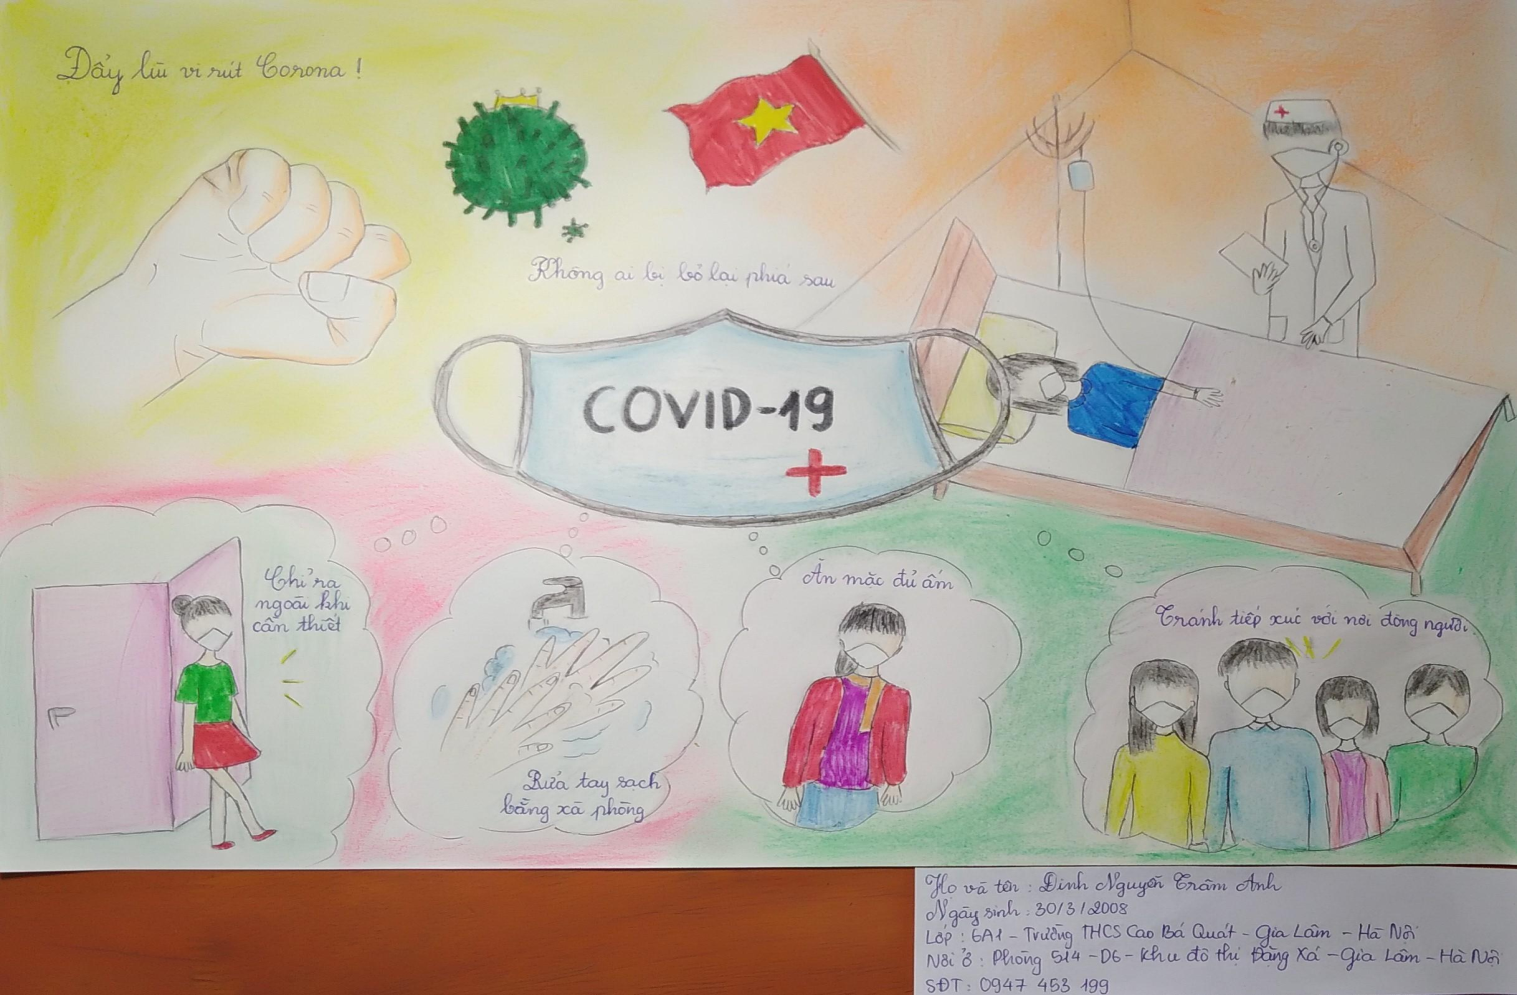 Đẩy lùi vi rút Corona !
Không ai bị bỏ lại phía sau
COVID-19
Chỉ ra
ngoài khi
cần thiết
Rửa tay sạch
bằng xà phòng
Ăn mặc đủ ấm
Tránh tiếp xúc với nơi đông người
Họ và tên : Đinh Nguyễn Trâm Anh
Ngày sinh : 30/3/2008
Lớp : 6A1 - Trường THCS Cao Bá Quát - Gia Lâm - Hà Nội
Nơi ở : Phòng 514 - D6 - Khu đô thị Đặng Xá - Gia Lâm - Hà Nội
SĐT : 0947 453 199